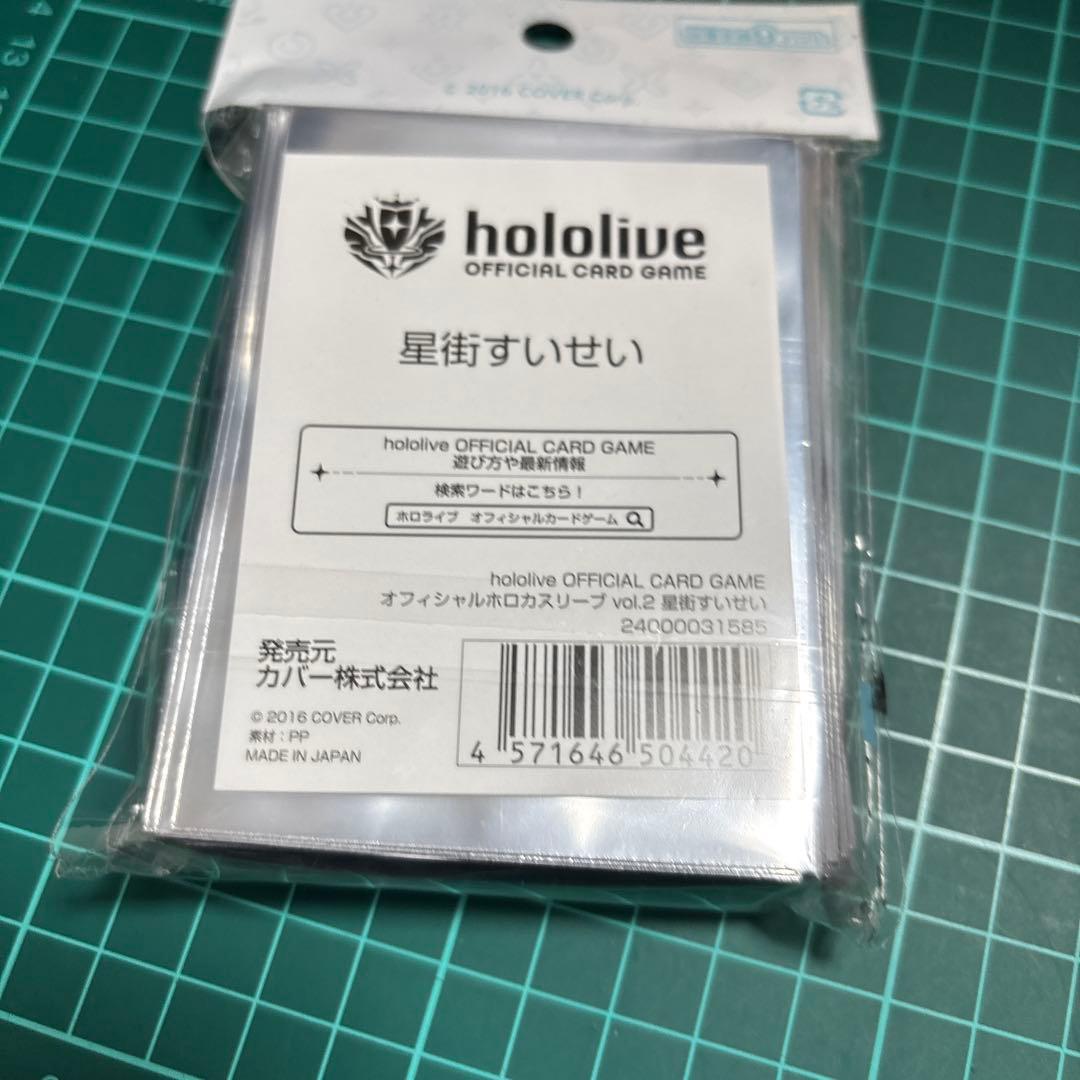 © 2016 COVER Corp.
hololive
OFFICIAL CARD GAME
星街すいせい
hololive OFFICIAL CARD GAME
遊び方や最新情報
検索ワードはこちら！
ホロライブ オフィシャルカードゲーム
hololive OFFICIAL CARD GAME
オフィシャルホロカスリーブ vol.2 星街すいせい
24000031585
発売元
カバー株式会社
© 2016 COVER Corp.
素材：PP
MADE IN JAPAN
4 571646 504420
13